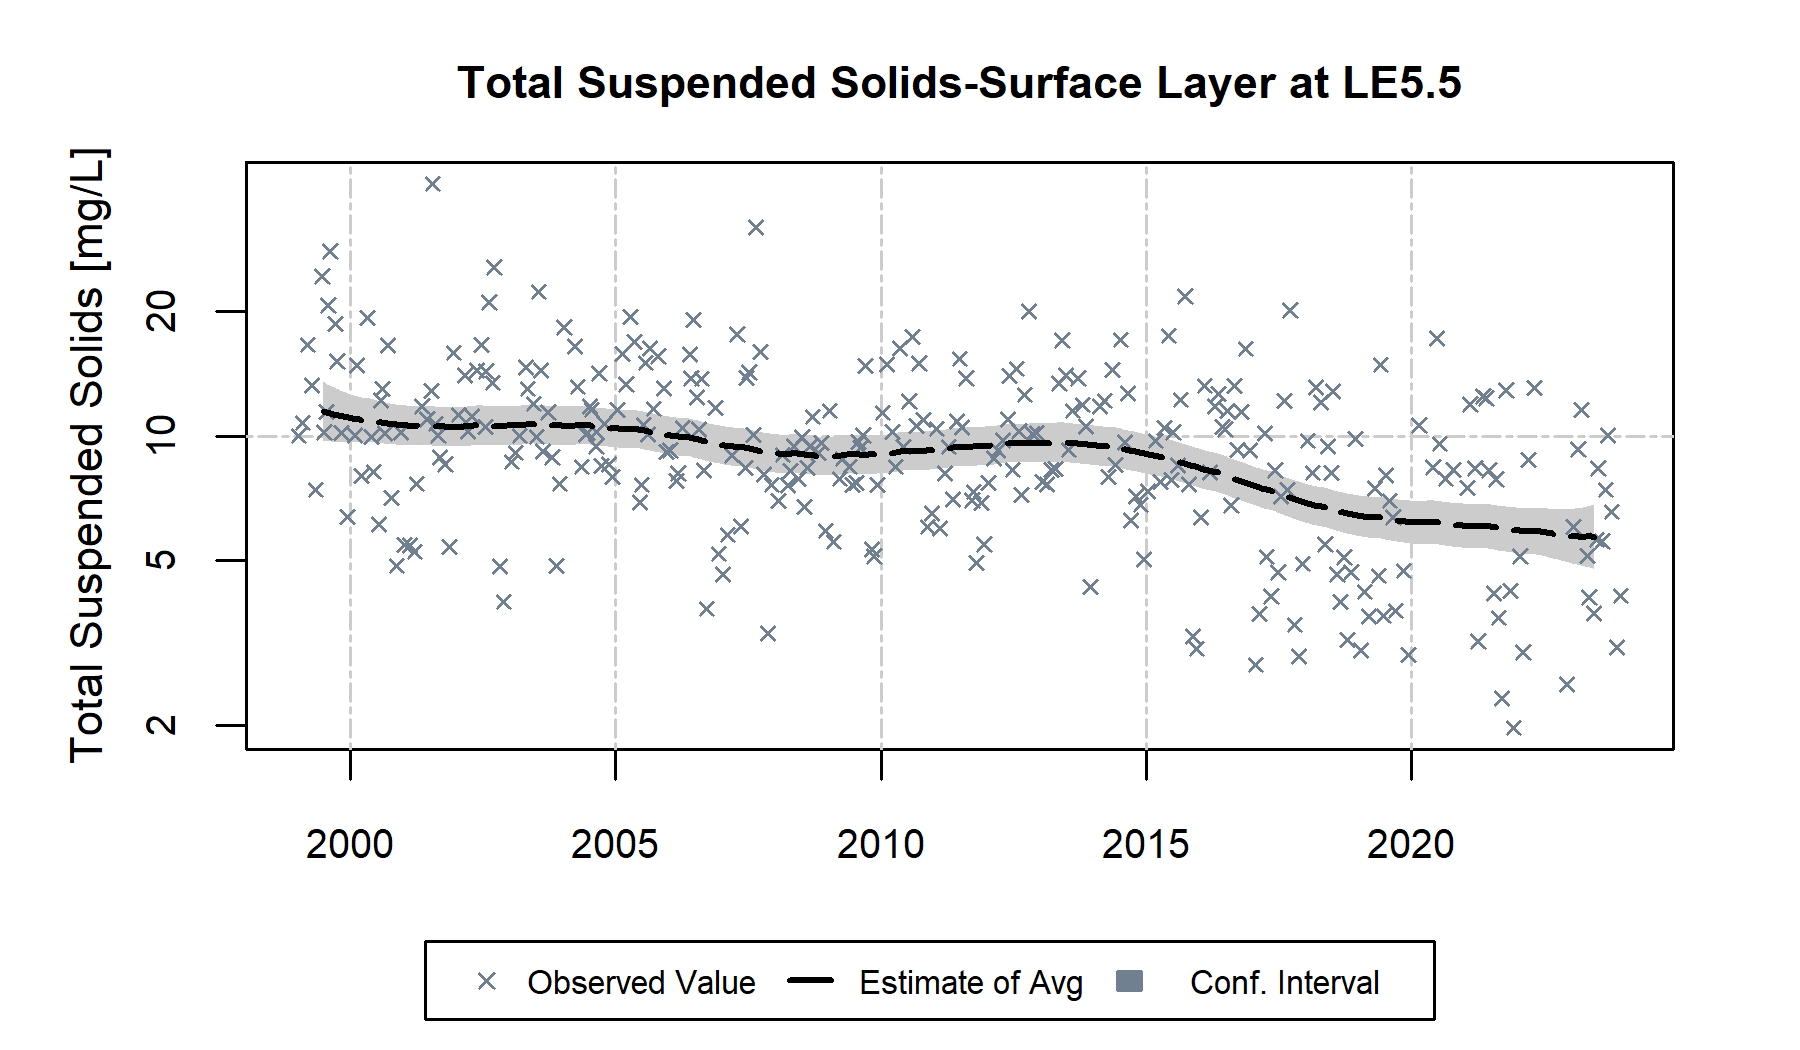 Total Suspended Solids-Surface Layer at LE5.5
Total Suspended Solids [mg/L]
20
10
5
2
2000 2005 2010 2015 2020
Observed Value Estimate of Avg Conf. Interval